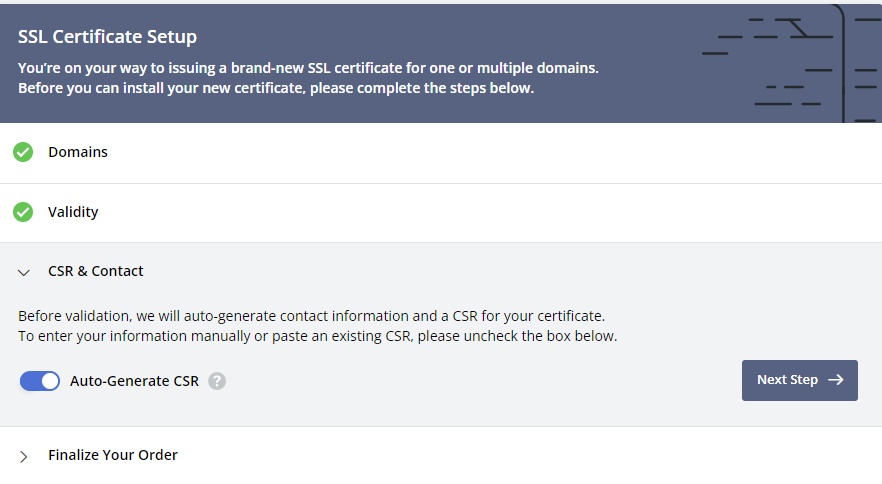 SSL Certificate Setup
You're on your way to issuing a brand-new SSL certificate for one or multiple domains.
Before you can install your new certificate, please complete the steps below.
Domains
Validity
CSR & Contact
Before validation, we will auto-generate contact information and a CSR for your certificate.
To enter your information manually or paste an existing CSR, please uncheck the box below.
Auto-Generate CSR ?
Next Step →
Finalize Your Order